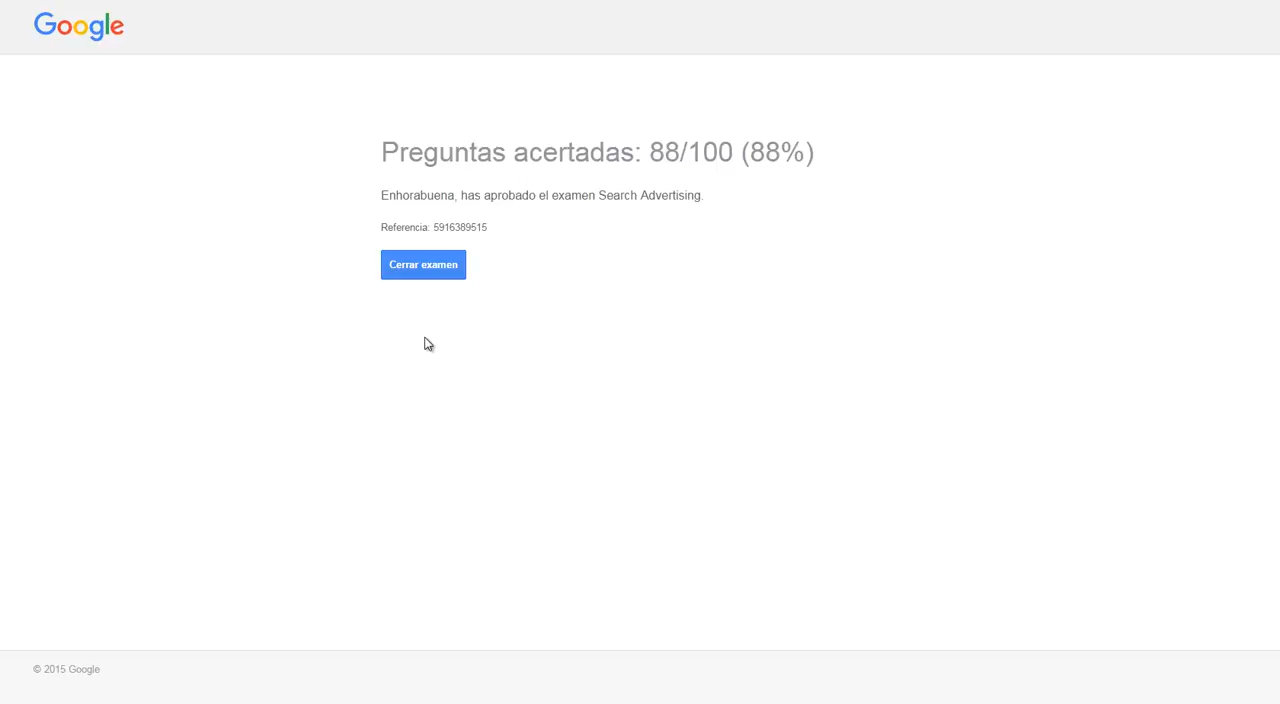 Google
Preguntas acertadas: 88/100 (88%)
Enhorabuena, has aprobado el examen Search Advertising.
Referencia: 5916389515
Cerrar examen
© 2015 Google